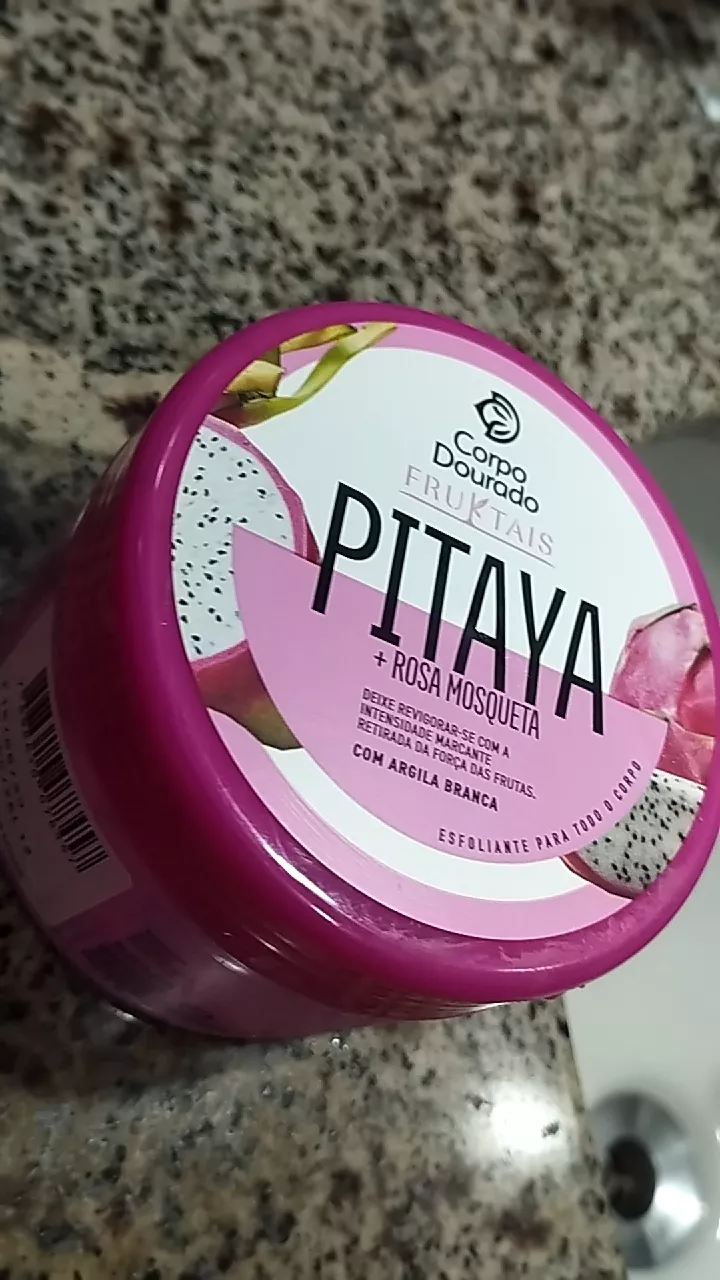 Corpo
Dourado
FRUKTAIS
PITAYA
+ ROSA MOSQUETA
DEIXE REVIGORAR-SE COM A
INTENSIDADE MARCANTE
RETIRADA DA FORÇA DAS FRUTAS.
COM ARGILA BRANCA
ESFOLIANTE PARA TODO O CORPO